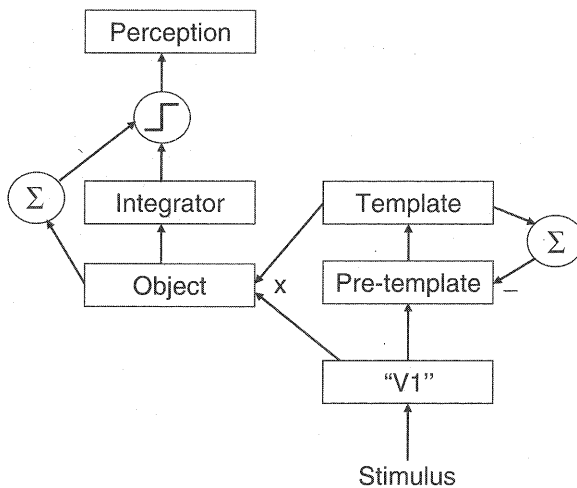 Perception
Σ
Integrator
Template
Σ
Object
x
Pre-template
–
“V1”
Stimulus